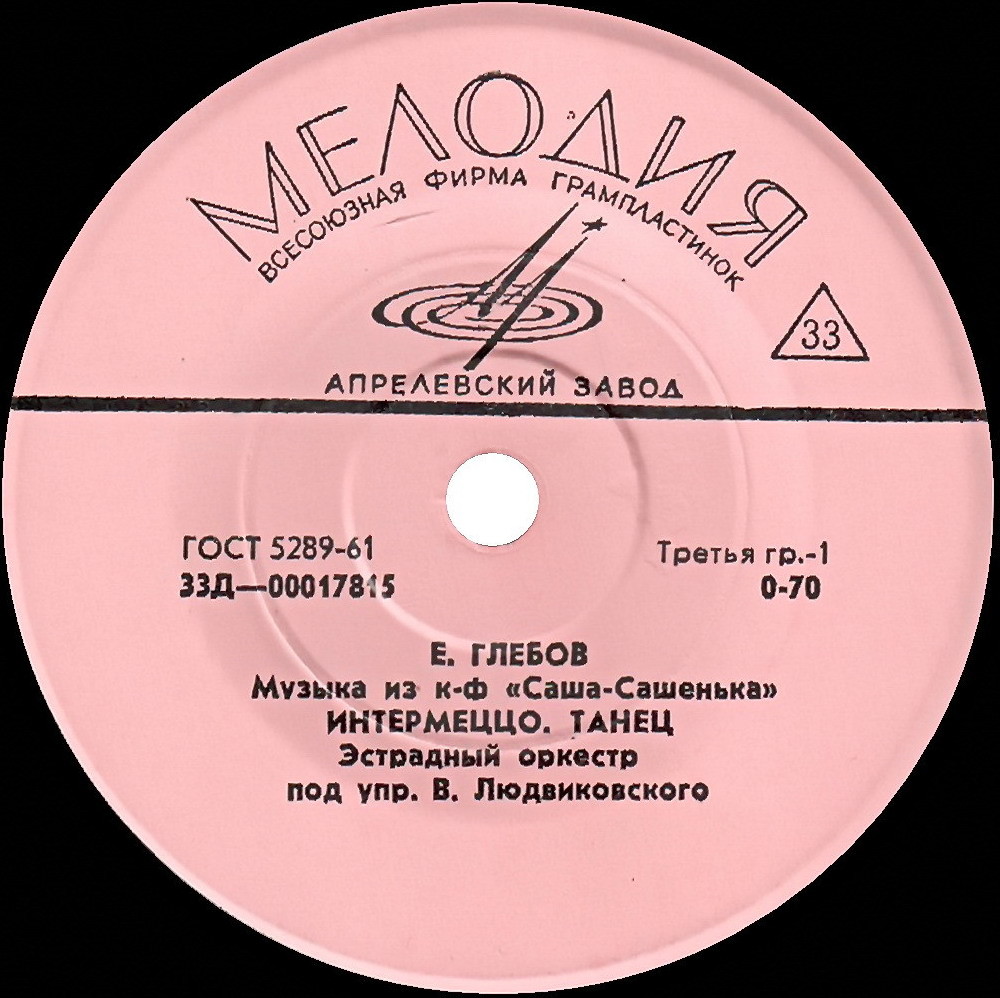 МЕЛОДИЯ
ВСЕСОЮЗНАЯ ФИРМА ГРАМПЛАСТИНОК
33
АПРЕЛЕВСКИЙ ЗАВОД
ГОСТ 5289-61
Третья гр.-1
33Д—00017815
0-70
Е. ГЛЕБОВ
Музыка из к-ф «Саша-Сашенька»
ИНТЕРМЕЦЦО. ТАНЕЦ
Эстрадный оркестр
под упр. В. Людвиковского